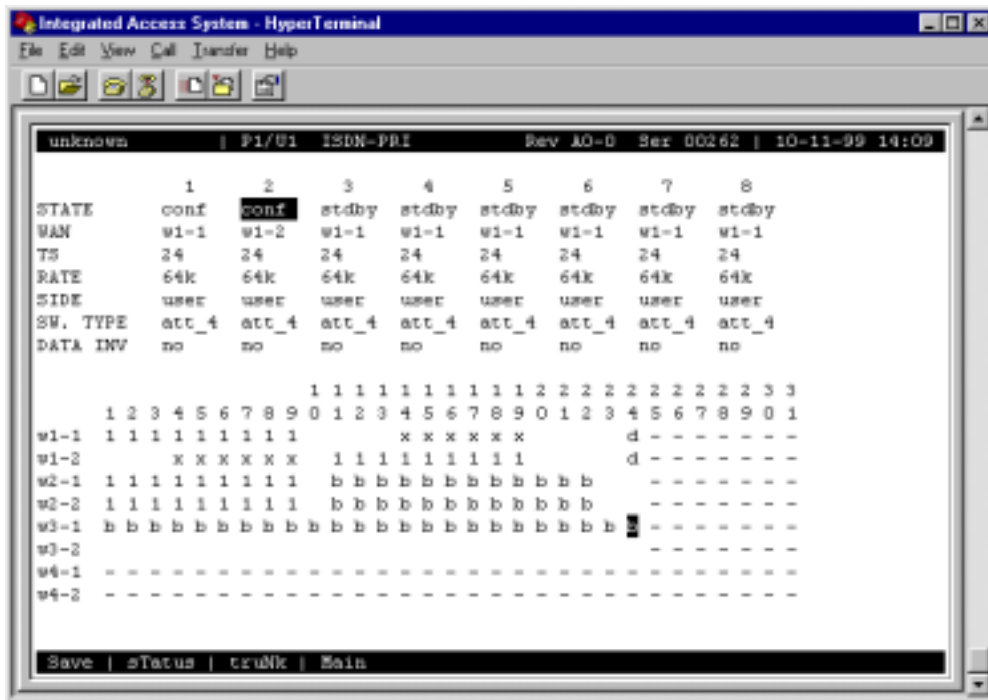 Integrated Access System - HyperTerminal
File Edit View Call Transfer Help
unknown | P1/U1 ISDN-PRI Rev A0-0 Ser 00262 | 10-11-99 14:09
1 2 3 4 5 6 7 8
STATE conf conf stdby stdby stdby stdby stdby stdby
WAN w1-1 w1-2 w1-1 w1-1 w1-1 w1-1 w1-1 w1-1
TS 24 24 24 24 24 24 24 24
RATE 64k 64k 64k 64k 64k 64k 64k 64k
SIDE user user user user user user user user
SW. TYPE att_4 att_4 att_4 att_4 att_4 att_4 att_4 att_4
DATA INV no no no no no no no no
1 1 1 1 1 1 1 1 1 1 2 2 2 2 2 2 2 2 2 2 3 3
1 2 3 4 5 6 7 8 9 0 1 2 3 4 5 6 7 8 9 0 1 2 3 4 5 6 7 8 9 0 1
w1-1 1 1 1 1 1 1 1 1 1 x x x x x x d - - - - - - -
w1-2 x x x x x x 1 1 1 1 1 1 1 1 1 d - - - - - - -
w2-1 1 1 1 1 1 1 1 1 1 b b b b b b b b b b b b - - - - - - -
w2-2 1 1 1 1 1 1 1 1 1 b b b b b b b b b b b b - - - - - - -
w3-1 b b b b b b b b b b b b b b b b b b b b b b b b - - - - - - -
w3-2 - - - - - - -
w4-1 - - - - - - - - - - - - - - - - - - - - - - - - - - - - - - -
w4-2 - - - - - - - - - - - - - - - - - - - - - - - - - - - - - - -
Save | sTatus | truNk | Main